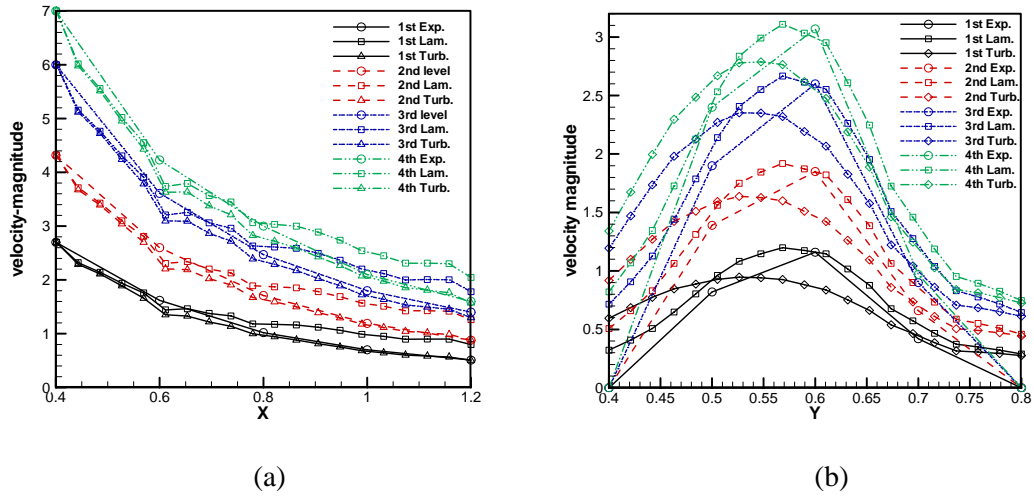 (a)
velocity-magnitude
7
6
5
4
3
2
1
0
0.4 0.6 0.8 1 1.2
X
1st Exp.
1st Lam.
1st Turb.
2nd level
2nd Lam.
2nd Turb.
3rd level
3rd Lam.
3rd Turb.
4th Exp.
4th Lam.
4th Turb.
(b)
velocity magnitude
3
2.5
2
1.5
1
0.5
0
0.4 0.45 0.5 0.55 0.6 0.65 0.7 0.75 0.8
Y
1st Exp.
1st Lam.
1st Turb.
2nd Exp.
2nd Lam.
2nd Turb.
3rd Exp.
3rd Lam.
3rd Turb.
4th Exp.
4th Lam.
4th Turb.
(a)
(b)